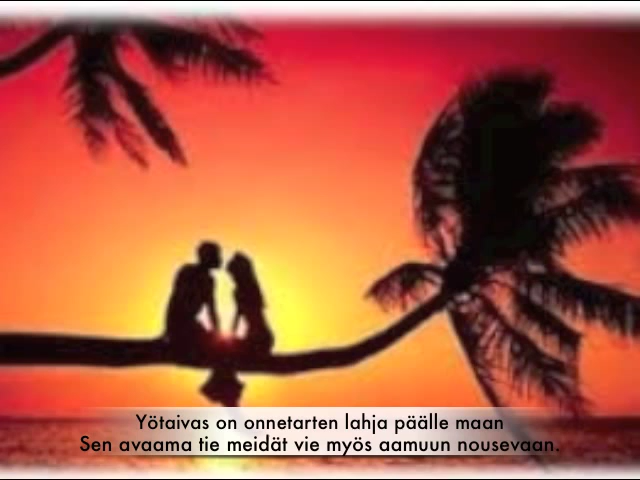 Yötaivas on onnetarten lahja päälle maan
Sen avaama tie meidät vie myös aamuun nousevaan.